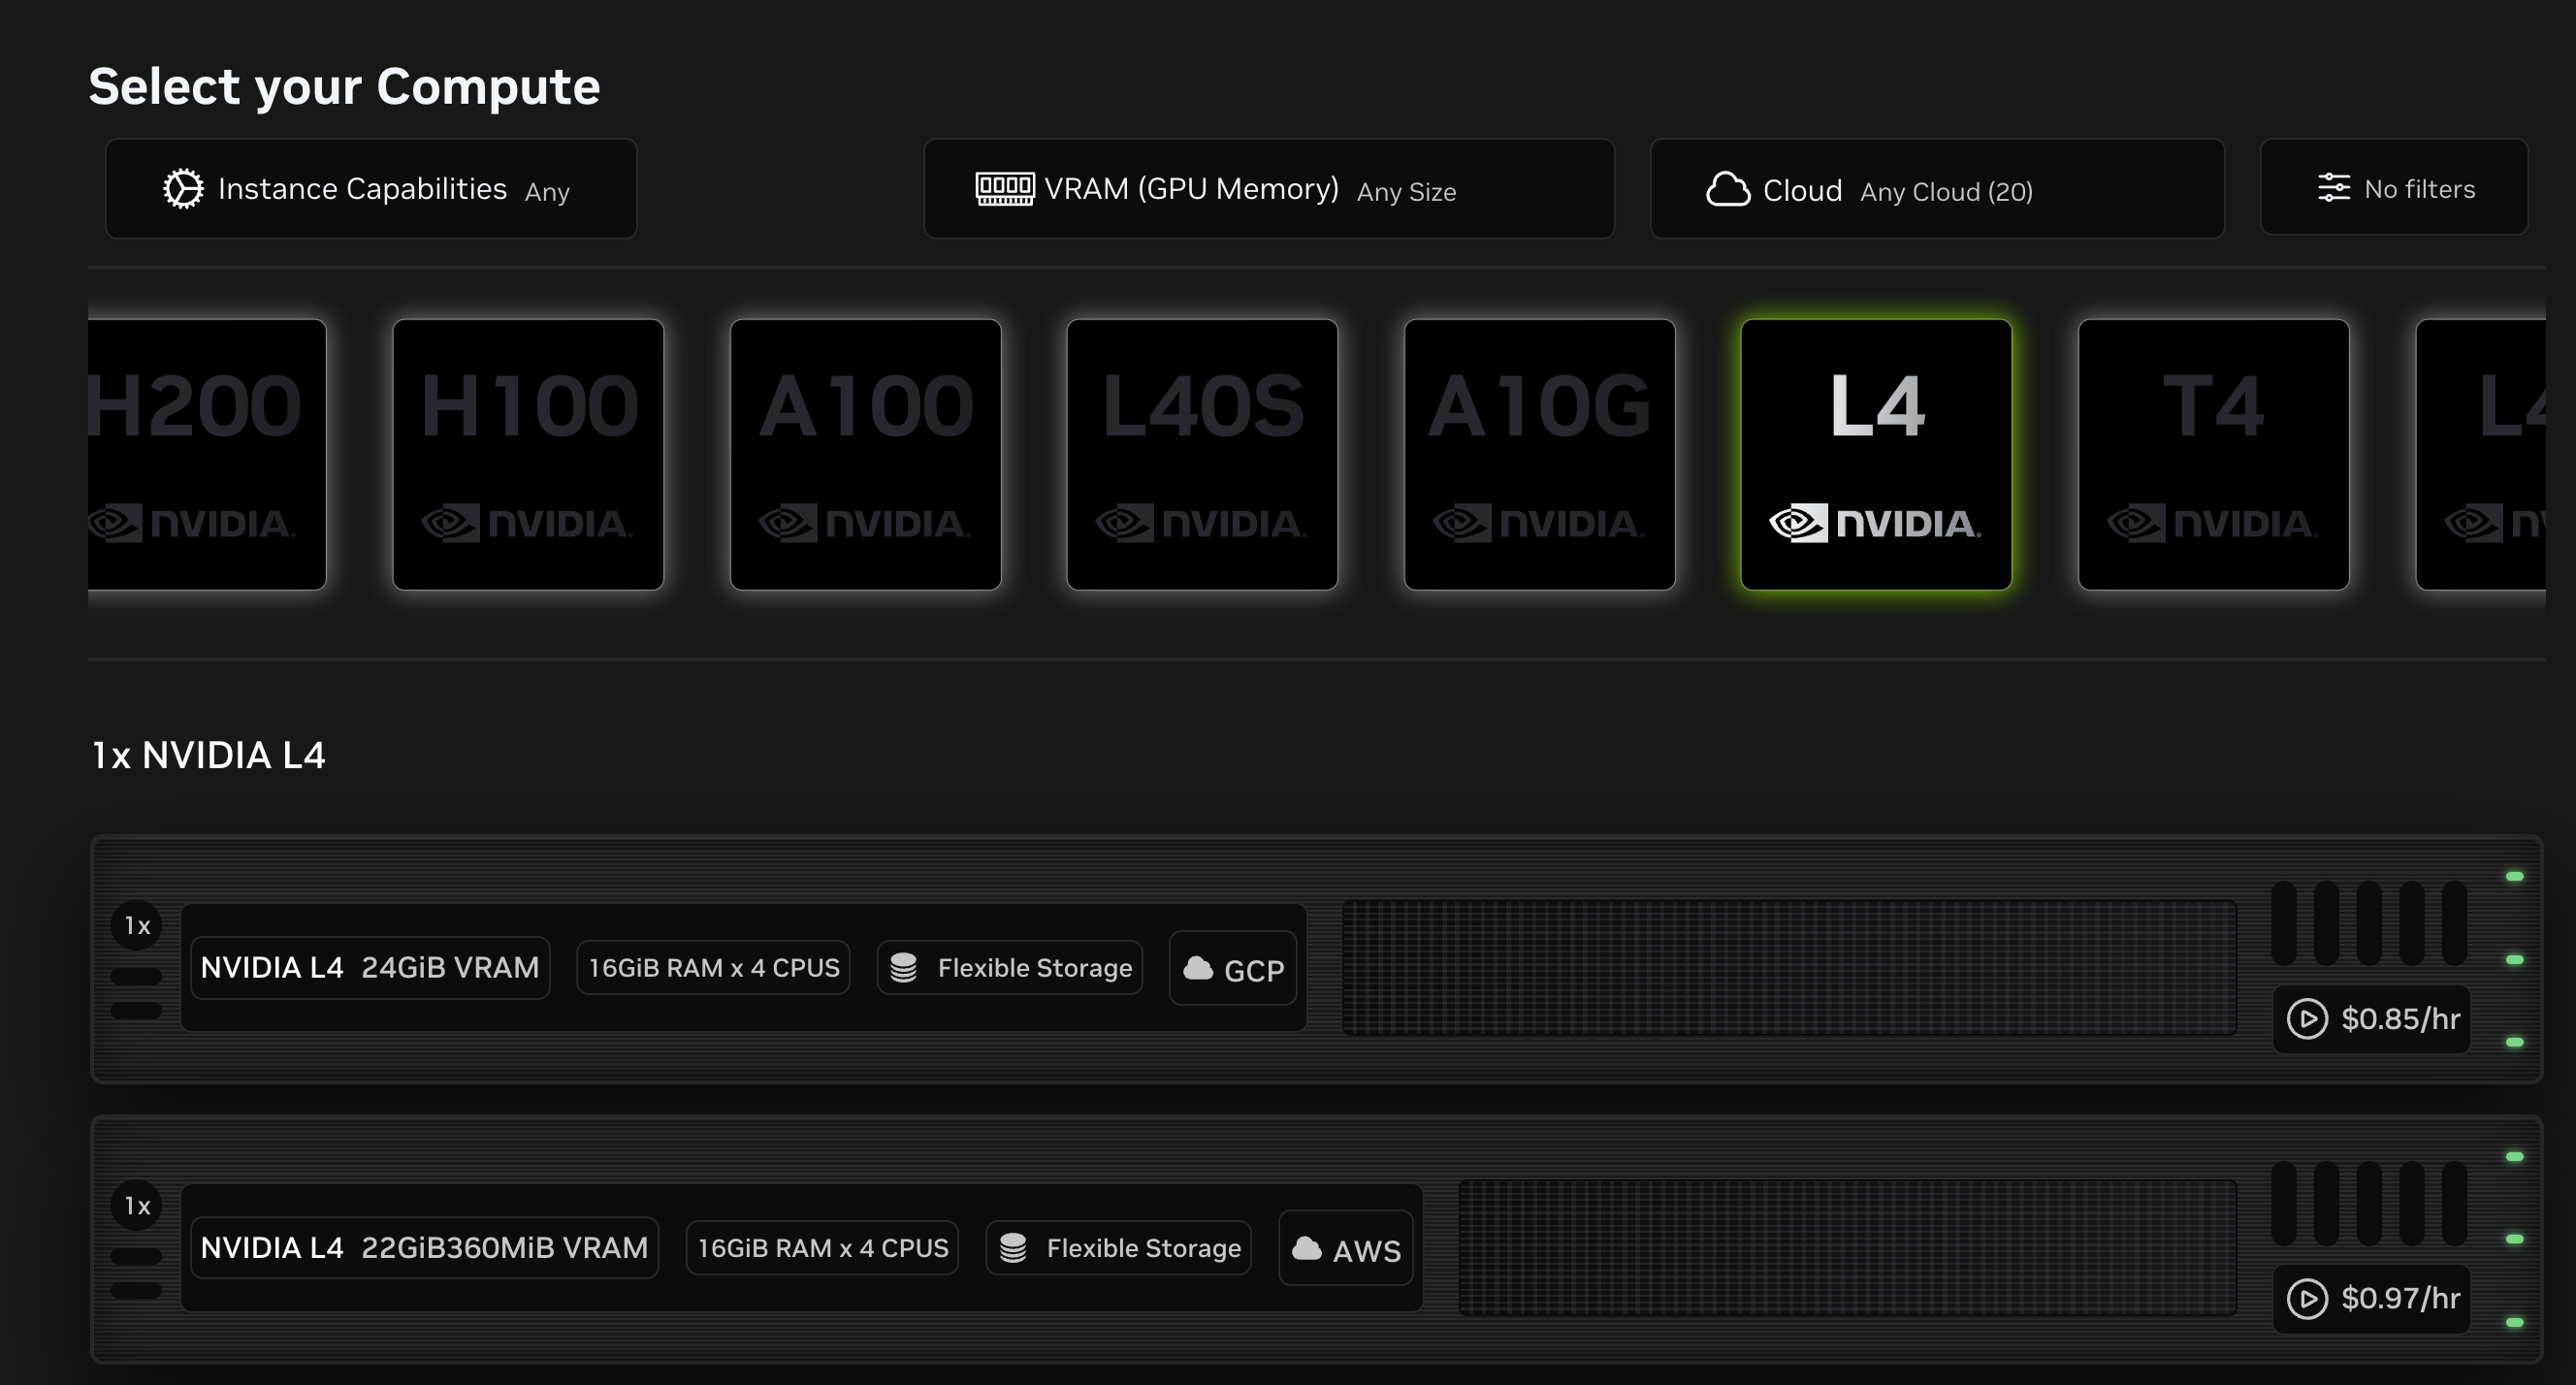 Select your Compute
Instance Capabilities Any
VRAM (GPU Memory) Any Size
Cloud Any Cloud (20)
No filters
H200
NVIDIA.
H100
NVIDIA.
A100
NVIDIA.
L40S
NVIDIA.
A10G
NVIDIA.
L4
NVIDIA.
T4
NVIDIA.
1x NVIDIA L4
1x
NVIDIA L4 24GiB VRAM
16GiB RAM x 4 CPUS
Flexible Storage
GCP
$0.85/hr
1x
NVIDIA L4 22GiB360MiB VRAM
16GiB RAM x 4 CPUS
Flexible Storage
AWS
$0.97/hr